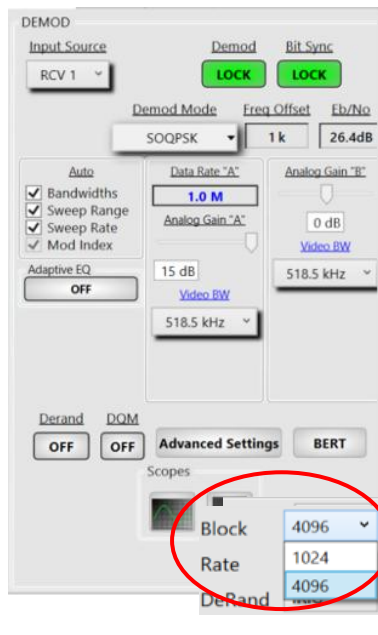 DEMOD
Input Source Demod Bit Sync
RCV 1 LOCK LOCK
Demod Mode Freq Offset Eb/No
SOQPSK 1 k 26.4dB
Auto Data Rate "A" Analog Gain "B"
Bandwidths 1.0 M
Sweep Range Analog Gain "A"
Sweep Rate 0 dB
Mod Index Video BW
Adaptive EQ 15 dB 518.5 kHz
OFF Video BW
518.5 kHz
Derand DQM
OFF OFF Advanced Settings BERT
Scopes
Block 4096
Rate 1024
4096
DeRand